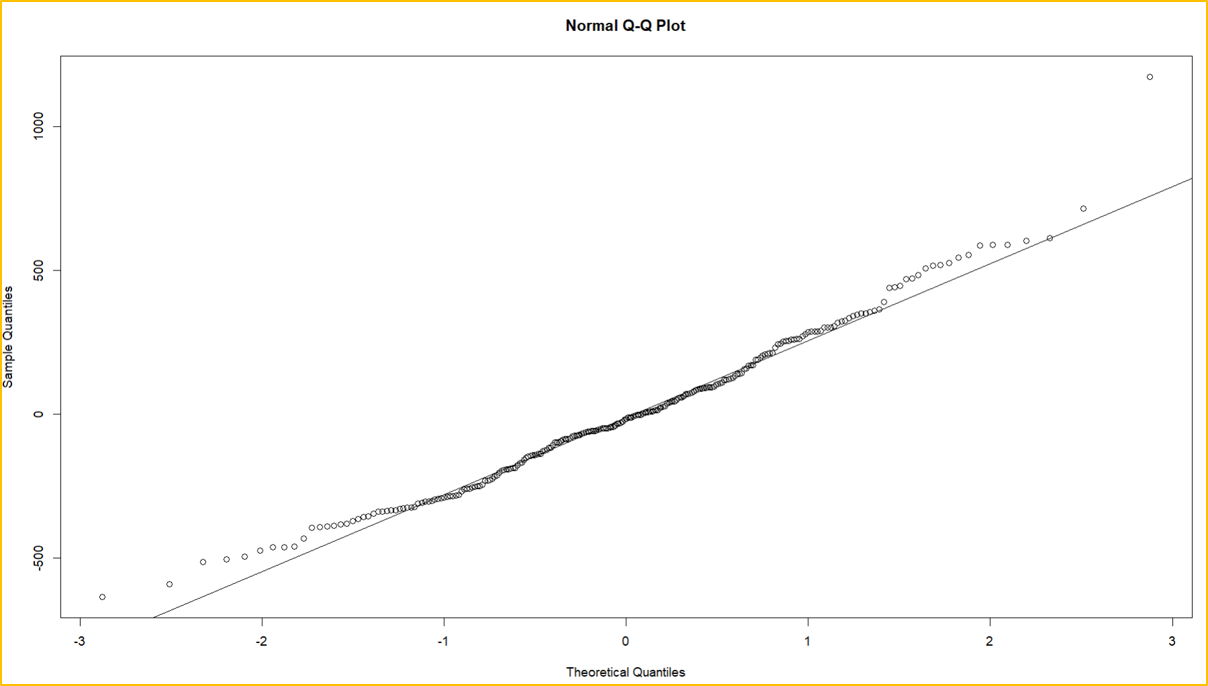 Normal Q-Q Plot
1000
500
0
-500
Sample Quantiles
-3 -2 -1 0 1 2 3
Theoretical Quantiles